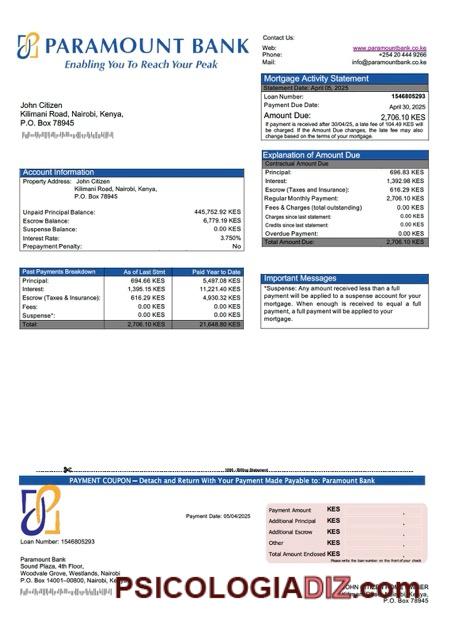 PARAMOUNT BANK
Enabling You To Reach Your Peak
Contact Us:
Web: www.paramountbank.co.ke
Phone: +254 20 444 9266
Mail: info@paramountbank.co.ke
Mortgage Activity Statement
Statement Date: April 05, 2025
Loan Number: 1546805293
Payment Due Date: April 30, 2025
Amount Due: 2,706.10 KES
If payment is received after 30/04/25, a late fee of 104.49 KES will
be charged. If the Amount Due changes, the late fee may also
change based on the terms of your mortgage.
John Citizen
Kilimani Road, Nairobi, Kenya,
P.O. Box 78945
Explanation of Amount Due
Contractual Amount Due
Principal: 696.83 KES
Interest: 1,392.98 KES
Escrow (Taxes and Insurance): 616.29 KES
Regular Monthly Payment: 2,706.10 KES
Fees & Charges (total outstanding) 0.00 KES
Charges since last statement: 0.00 KES
Credits since last statement: 0.00 KES
Overdue Payment: 0.00 KES
Total Amount Due: 2,706.10 KES
Account Information
Property Address: John Citizen
Kilimani Road, Nairobi, Kenya,
P.O. Box 78945
Unpaid Principal Balance: 445,752.92 KES
Escrow Balance: 6,779.19 KES
Suspense Balance: 0.00 KES
Interest Rate: 3.750%
Prepayment Penalty: No
Past Payments Breakdown As of Last Stmt Paid Year to Date
Principal: 694.66 KES 5,497.08 KES
Interest: 1,395.15 KES 11,221.40 KES
Escrow (Taxes & Insurance): 616.29 KES 4,930.32 KES
Fees: 0.00 KES 0.00 KES
Suspense*: 0.00 KES 0.00 KES
Total: 2,706.10 KES 21,648.80 KES
Important Messages
*Suspense: Any amount received less than a full
payment will be applied to a suspense account for your
mortgage. When enough is received to equal a full
payment, a full payment will be applied to your
mortgage.
Billing Statement
PAYMENT COUPON – Detach and Return With Your Payment Made Payable to: Paramount Bank
Payment Date: 05/04/2025
Loan Number: 1546805293
Payment Amount KES
Additional Principal KES
Additional Escrow KES
Other KES
Total Amount Enclosed KES
Please write the loan number on the front of your check
Paramount Bank
Sound Plaza, 4th Floor,
Woodvale Grove, Westlands, Nairobi
P.O. Box 14001–00800, Nairobi,
PSICOLOGIADIZ.com
P.O. Box 78945